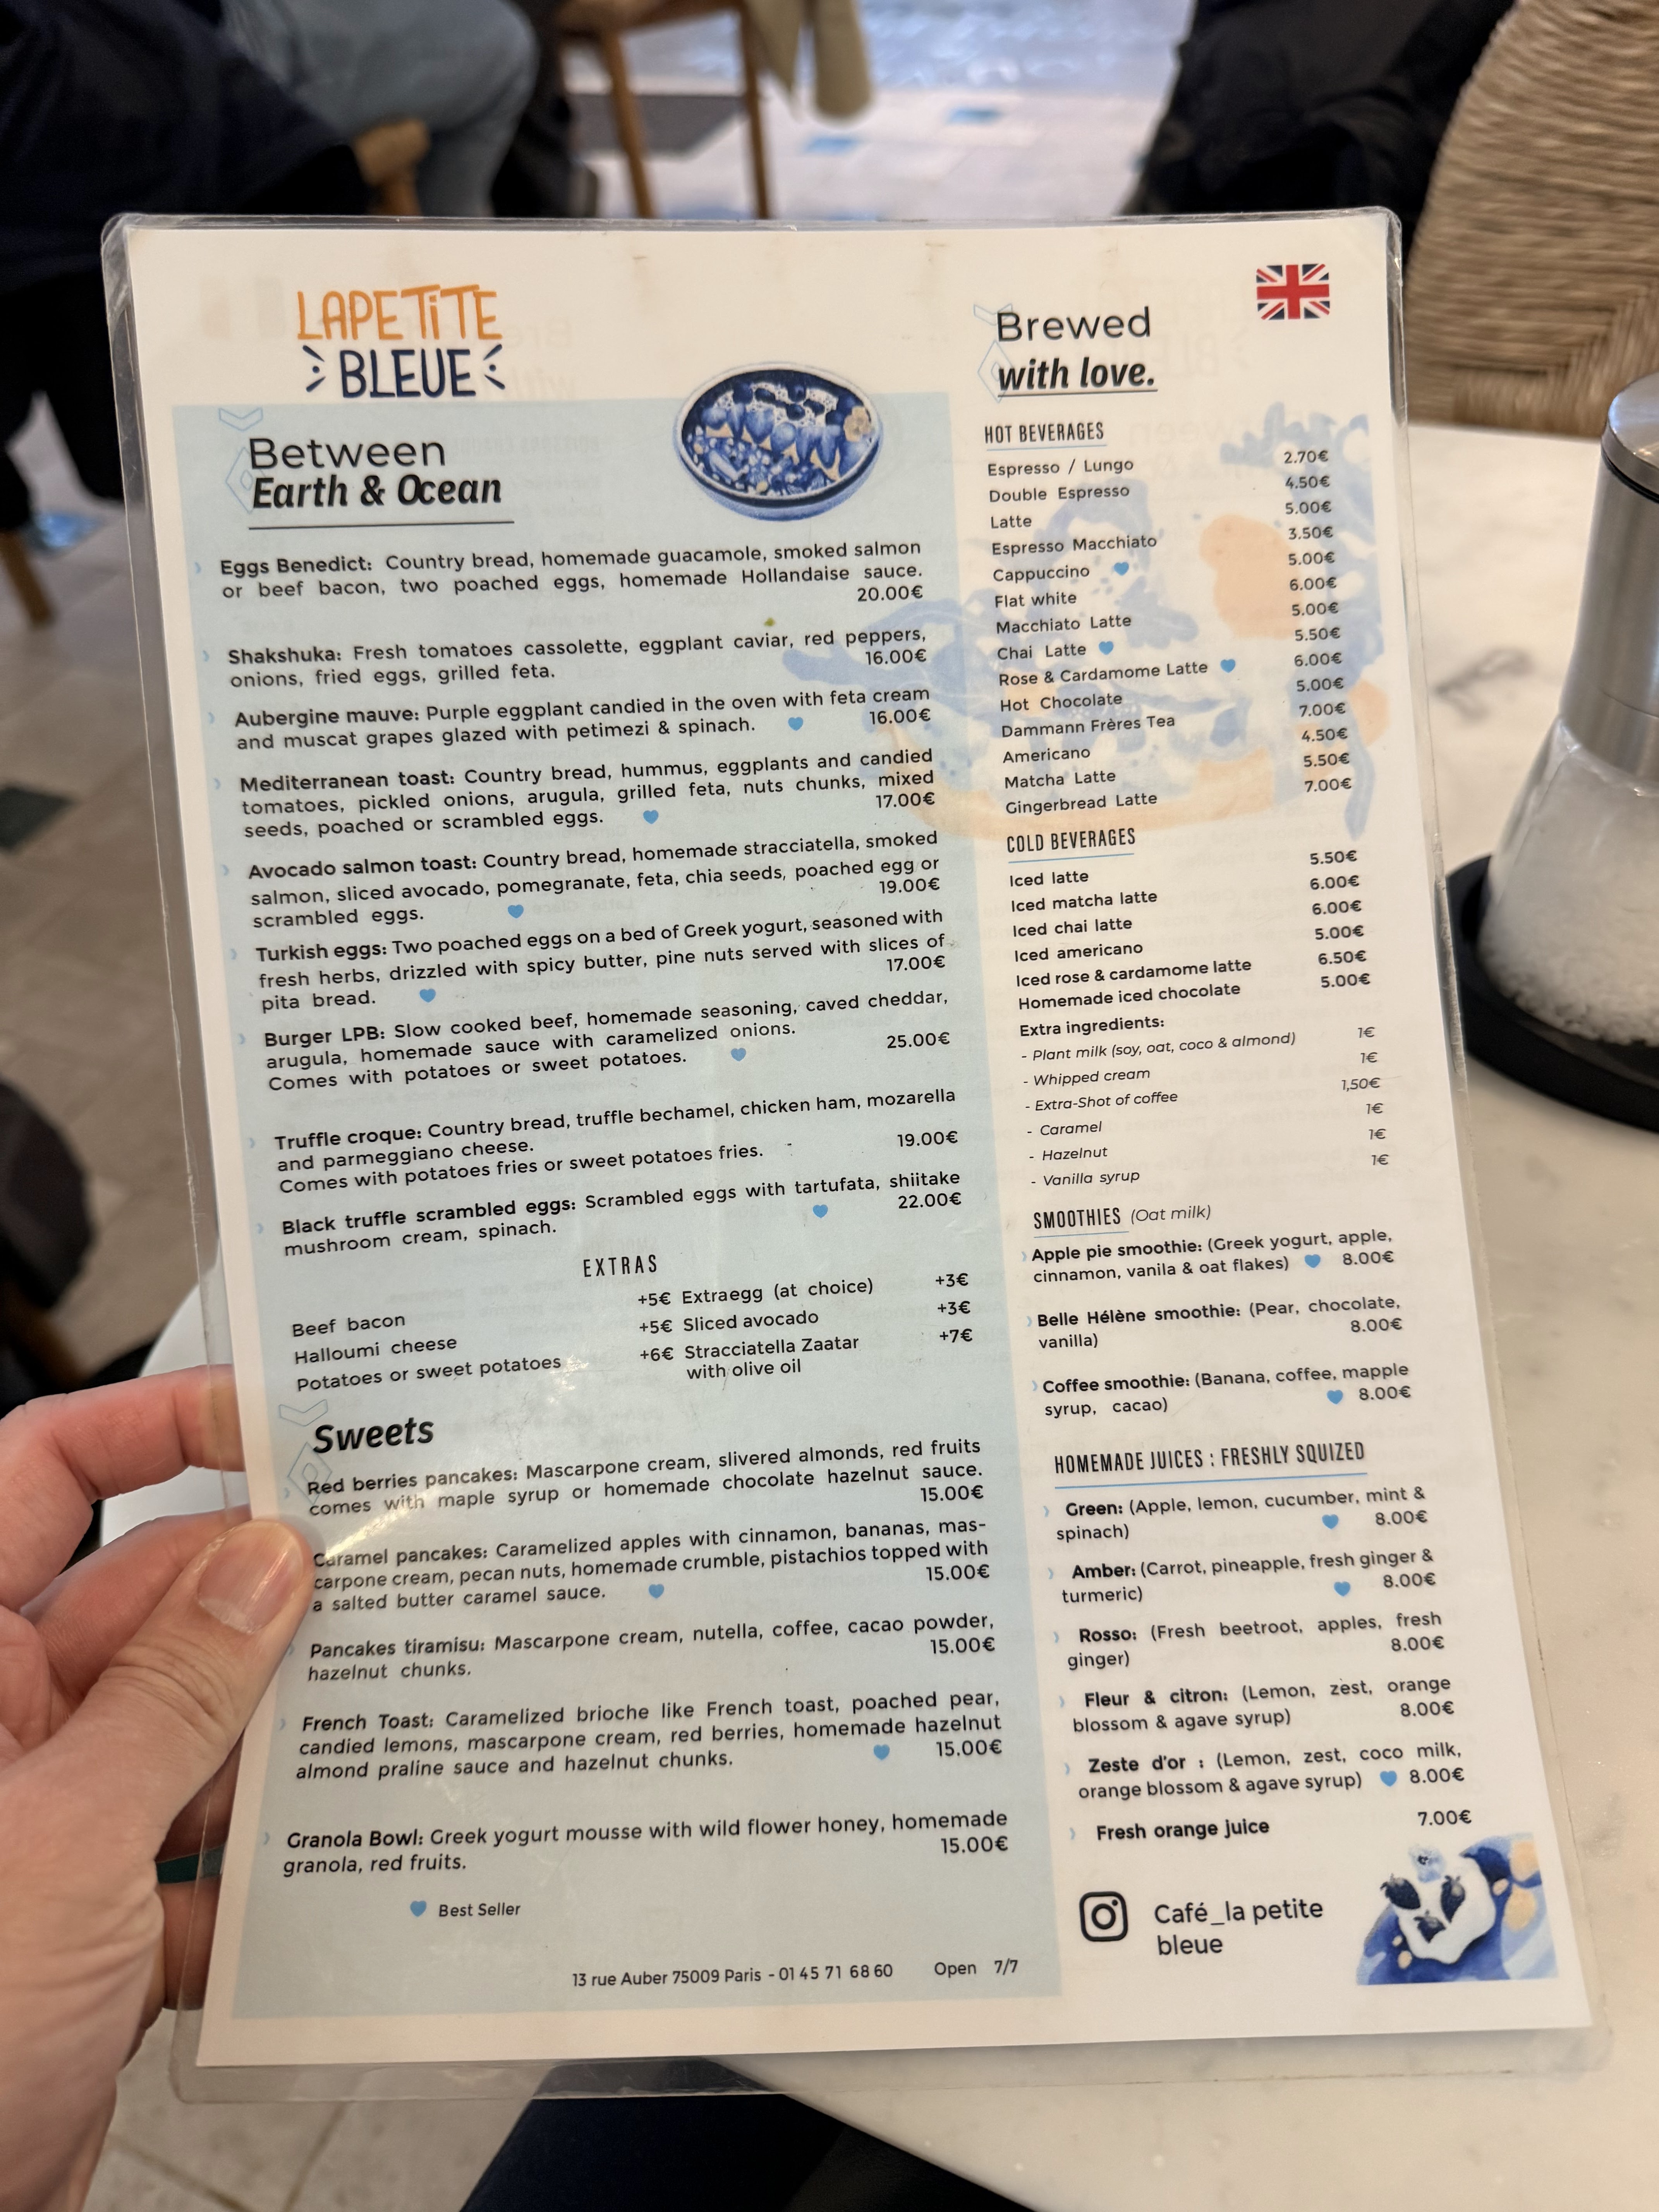 LAPETITE
BLEUE
Between
Earth & Ocean
Eggs Benedict: Country bread, homemade guacamole, smoked salmon
or beef bacon, two poached eggs, homemade Hollandaise sauce.
20.00€
Shakshuka: Fresh tomatoes cassolette, eggplant caviar, red peppers,
onions, fried eggs, grilled feta. 16.00€
Aubergine mauve: Purple eggplant candied in the oven with feta cream
and muscat grapes glazed with petimezi & spinach. 16.00€
Mediterranean toast: Country bread, hummus, eggplants and candied
tomatoes, pickled onions, arugula, grilled feta, nuts chunks, mixed
seeds, poached or scrambled eggs. 17.00€
Avocado salmon toast: Country bread, homemade stracciatella, smoked
salmon, sliced avocado, pomegranate, feta, chia seeds, poached egg or
scrambled eggs. 19.00€
Turkish eggs: Two poached eggs on a bed of Greek yogurt, seasoned with
fresh herbs, drizzled with spicy butter, pine nuts served with slices of
pita bread. 17.00€
Burger LPB: Slow cooked beef, homemade seasoning, caved cheddar,
arugula, homemade sauce with caramelized onions.
Comes with potatoes or sweet potatoes. 25.00€
Truffle croque: Country bread, truffle bechamel, chicken ham, mozarella
and parmeggiano cheese.
Comes with potatoes fries or sweet potatoes fries. 19.00€
Black truffle scrambled eggs: Scrambled eggs with tartufata, shiitake
mushroom cream, spinach. 22.00€
EXTRAS
Beef bacon +5€
Halloumi cheese +5€
Potatoes or sweet potatoes +6€
Extraegg (at choice) +3€
Sliced avocado +3€
Stracciatella Zaatar +7€
with olive oil
Sweets
Red berries pancakes: Mascarpone cream, slivered almonds, red fruits
comes with maple syrup or homemade chocolate hazelnut sauce.
15.00€
Caramel pancakes: Caramelized apples with cinnamon, bananas, mas-
carpone cream, pecan nuts, homemade crumble, pistachios topped with
a salted butter caramel sauce. 15.00€
Pancakes tiramisu: Mascarpone cream, nutella, coffee, cacao powder,
hazelnut chunks. 15.00€
French Toast: Caramelized brioche like French toast, poached pear,
candied lemons, mascarpone cream, red berries, homemade hazelnut
almond praline sauce and hazelnut chunks. 15.00€
Granola Bowl: Greek yogurt mousse with wild flower honey, homemade
granola, red fruits. 15.00€
Best Seller
13 rue Auber 75009 Paris - 01 45 71 68 60 Open 7/7
Brewed
with love.
HOT BEVERAGES
Espresso / Lungo 2.70€
Double Espresso 4.50€
Latte 5.00€
Espresso Macchiato 3.50€
Cappuccino 5.00€
Flat white 6.00€
Macchiato Latte 5.00€
Chai Latte 5.50€
Rose & Cardamome Latte 6.00€
Hot Chocolate 5.00€
Dammann Frères Tea 7.00€
Americano 4.50€
Matcha Latte 5.50€
Gingerbread Latte 7.00€
COLD BEVERAGES
Iced latte 5.50€
Iced matcha latte 6.00€
Iced chai latte 6.00€
Iced americano 5.00€
Iced rose & cardamome latte 6.50€
Homemade iced chocolate 5.00€
Extra ingredients:
- Plant milk (soy, oat, coco & almond) 1€
- Whipped cream 1€
- Extra-Shot of coffee 1,50€
- Caramel 1€
- Hazelnut 1€
- Vanilla syrup 1€
SMOOTHIES (Oat milk)
Apple pie smoothie: (Greek yogurt, apple,
cinnamon, vanila & oat flakes) 8.00€
Belle Hélène smoothie: (Pear, chocolate,
vanilla) 8.00€
Coffee smoothie: (Banana, coffee, mapple
syrup, cacao) 8.00€
HOMEMADE JUICES : FRESHLY SQUIZED
Green: (Apple, lemon, cucumber, mint &
spinach) 8.00€
Amber: (Carrot, pineapple, fresh ginger &
turmeric) 8.00€
Rosso: (Fresh beetroot, apples, fresh
ginger) 8.00€
Fleur & citron: (Lemon, zest, orange
blossom & agave syrup) 8.00€
Zeste d'or : (Lemon, zest, coco milk,
orange blossom & agave syrup) 8.00€
Fresh orange juice 7.00€
Café_la petite
bleue